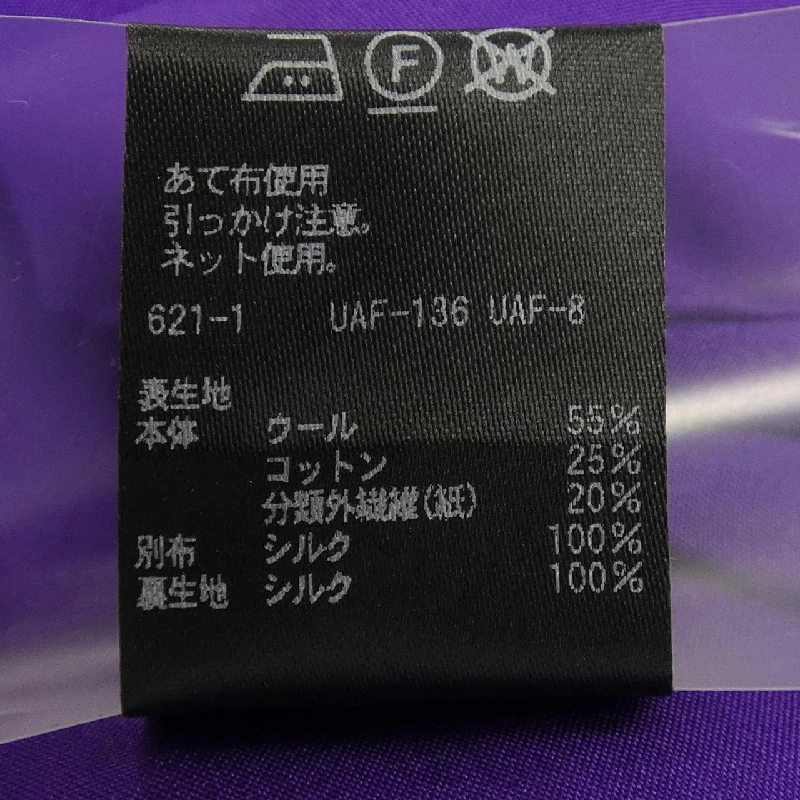 F W
あて布使用
引っかけ注意。
ネット使用。
621-1 UAF-136 UAF-8
表生地
本体 ウール 55%
コットン 25%
分類外繊維(紙) 20%
別布 シルク 100%
裏生地 シルク 100%